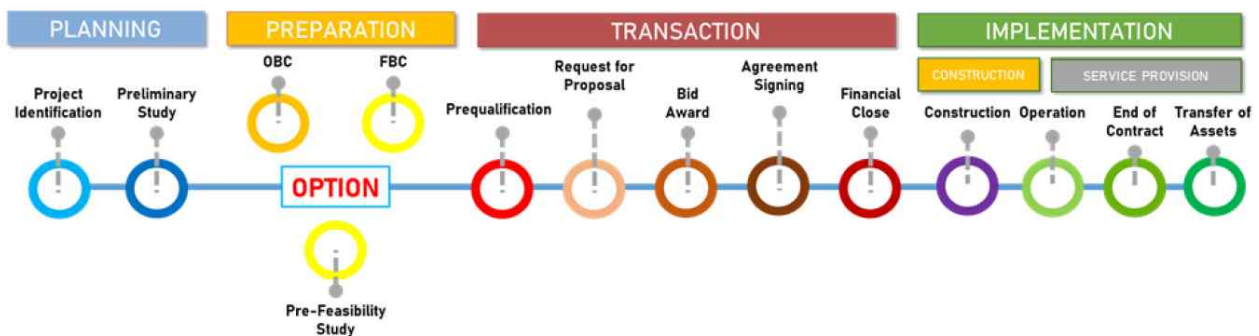 PLANNING
PREPARATION
TRANSACTION
IMPLEMENTATION
CONSTRUCTION
SERVICE PROVISION
Project
Identification
Preliminary
Study
OBC
FBC
OPTION
Pre-Feasibility
Study
Prequalification
Request for
Proposal
Bid
Award
Agreement
Signing
Financial
Close
Construction
Operation
End of
Contract
Transfer of
Assets